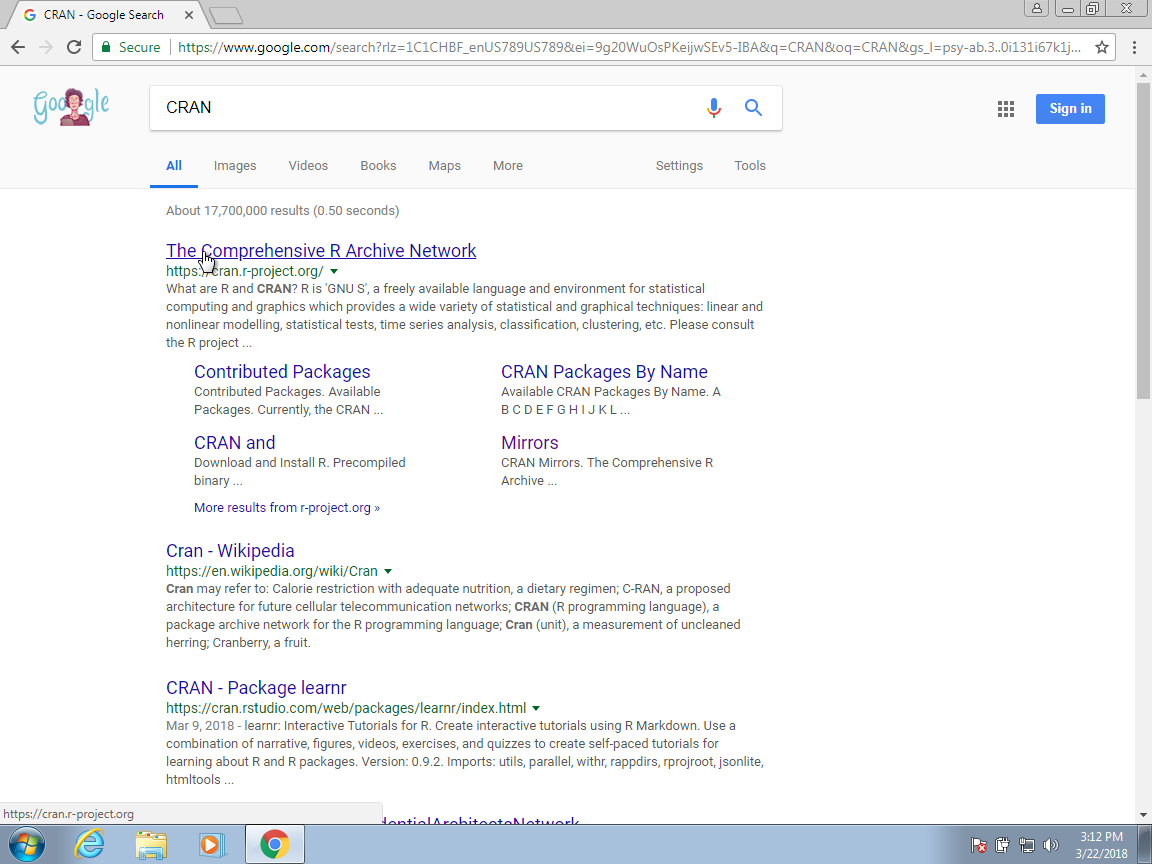 CRAN - Google Search
Secure
https://www.google.com/search?rlz=1C1CHBF_enUS789US789&ei=9g20WuOsPKeijwSEv5-IBA&q=CRAN&oq=CRAN&gs_l=psy-ab.3..0i131i67k1j...
Google
CRAN
Sign in
All
Images
Videos
Books
Maps
More
Settings
Tools
About 17,700,000 results (0.50 seconds)
The Comprehensive R Archive Network
https://cran.r-project.org/
What are R and CRAN? R is 'GNU S', a freely available language and environment for statistical
computing and graphics which provides a wide variety of statistical and graphical techniques: linear and
nonlinear modelling, statistical tests, time series analysis, classification, clustering, etc. Please consult
the R project ...
Contributed Packages
Contributed Packages. Available
Packages. Currently, the CRAN ...
CRAN Packages By Name
Available CRAN Packages By Name. A
B C D E F G H I J K L ...
CRAN and
Download and Install R. Precompiled
binary ...
Mirrors
CRAN Mirrors. The Comprehensive R
Archive ...
More results from r-project.org »
Cran - Wikipedia
https://en.wikipedia.org/wiki/Cran
Cran may refer to: Calorie restriction with adequate nutrition, a dietary regimen; C-RAN, a proposed
architecture for future cellular telecommunication networks; CRAN (R programming language), a
package archive network for the R programming language; Cran (unit), a measurement of uncleaned
herring; Cranberry, a fruit.
CRAN - Package learnr
https://cran.rstudio.com/web/packages/learnr/index.html
Mar 9, 2018 - learnr: Interactive Tutorials for R. Create interactive tutorials using R Markdown. Use a
combination of narrative, figures, videos, exercises, and quizzes to create self-paced tutorials for
learning about R and R packages. Version: 0.9.2. Imports: utils, parallel, withr, rappdirs, rprojroot, jsonlite,
htmltools ...
https://cran.r-project.org
3:12 PM
3/22/2018